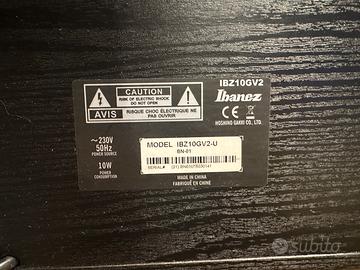 IBZ10GV2
Ibanez
CAUTION
RISK OF ELECTRIC SHOCK
DO NOT OPEN
AVIS
RISQUE CHOC ÉLECTRIQUE NE
PAS OUVRIR
CE
HOSHINO GAKKI CO., LTD.
~230V
50Hz
POWER SOURCE
10W
POWER
CONSUMPTION
MODEL IBZ10GV2-U
BN-01
SERIAL#
MADE IN CHINA
FABRIQUÉ EN CHINE
subito